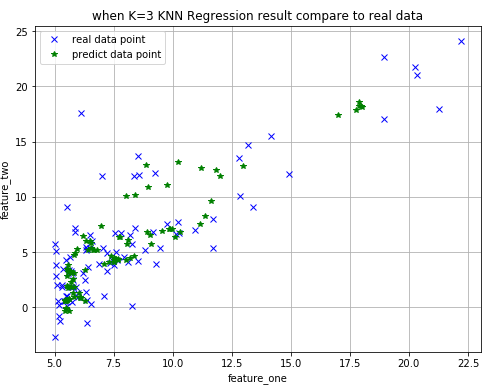 when K=3 KNN Regression result compare to real data
real data point
predict data point
feature_two
25
20
15
10
5
0
5.0 7.5 10.0 12.5 15.0 17.5 20.0 22.5
feature_one